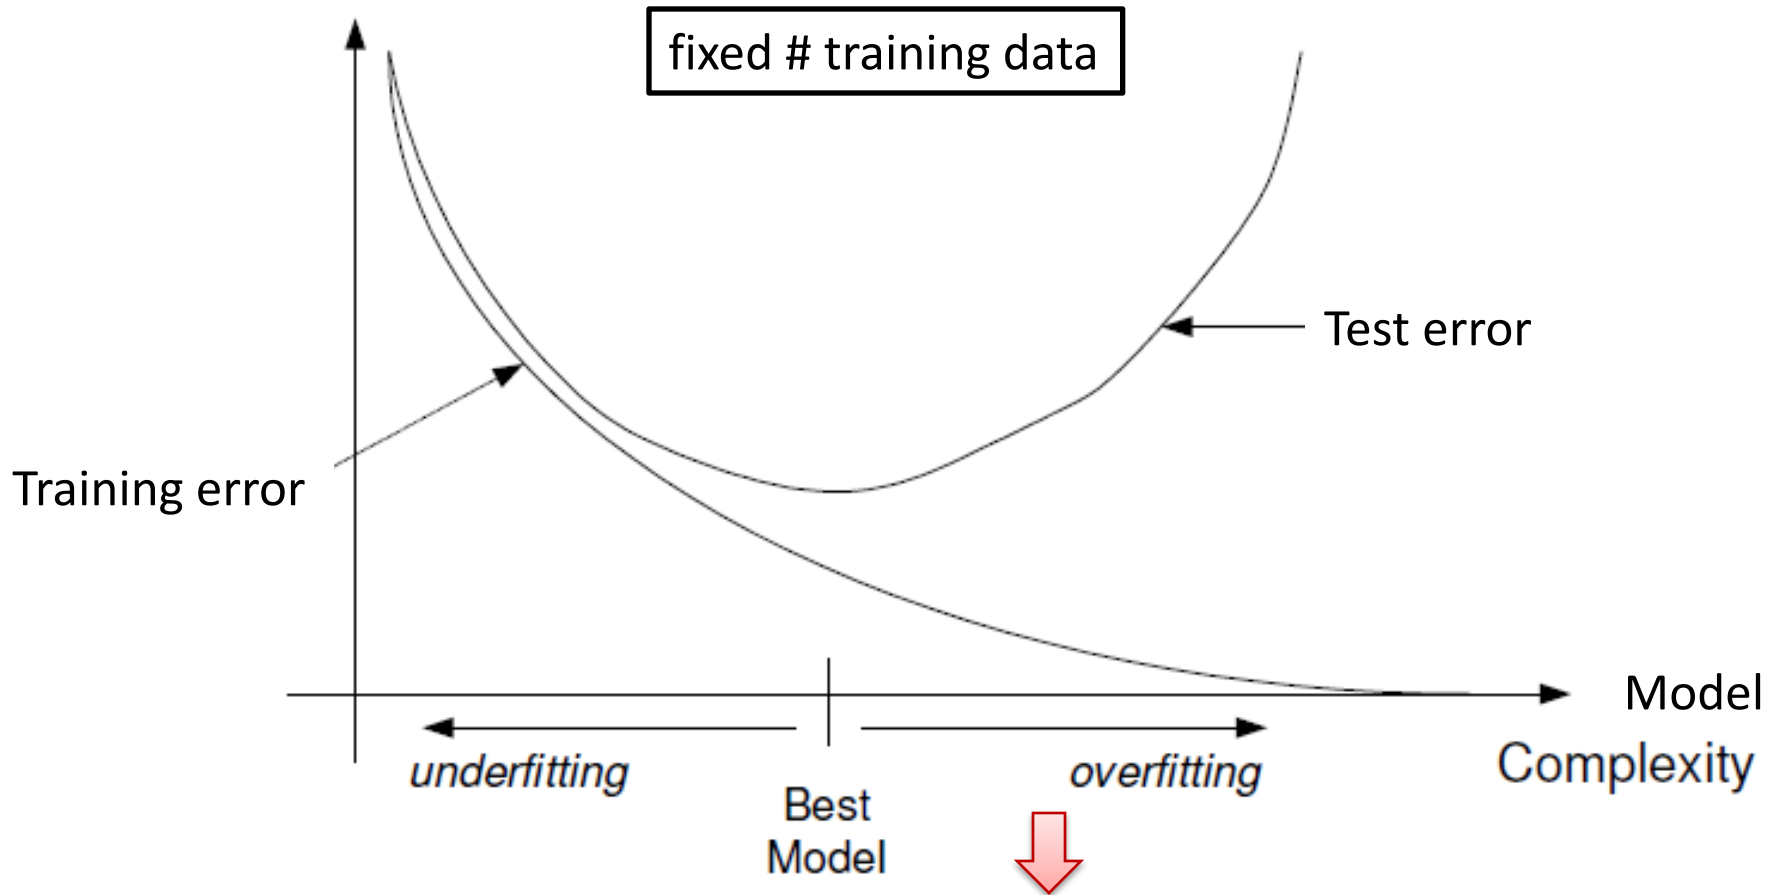 fixed # training data
Test error
Training error
Model
Complexity
underfitting
overfitting
Best
Model